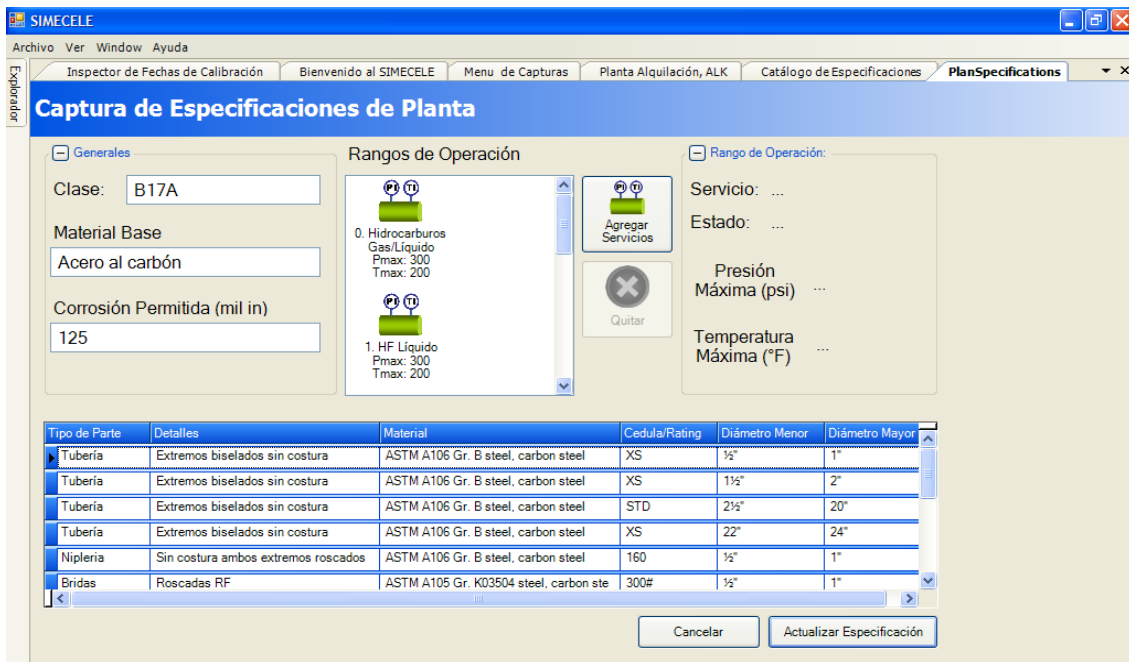 SIMECELE
Archivo Ver Window Ayuda
Explorador
Inspector de Fechas de Calibración Bienvenido al SIMECELE Menu de Capturas Planta Alquilación, ALK Catálogo de Especificaciones PlanSpecifications
Captura de Especificaciones de Planta
Generales
Clase: B17A
Material Base
Acero al carbón
Corrosión Permitida (mil in)
125
Rangos de Operación
PI TI
0. Hidrocarburos
Gas/Líquido
Pmax: 300
Tmax: 200
PI TI
1. HF Líquido
Pmax: 300
Tmax: 200
PI TI
Agregar
Servicios
Quitar
Rango de Operación:
Servicio: ...
Estado: ...
Presión
Máxima (psi) ...
Temperatura
Máxima (°F) ...
Tipo de Parte Detalles Material Cedula/Rating Diámetro Menor Diámetro Mayor
Tubería Extremos biselados sin costura ASTM A106 Gr. B steel, carbon steel XS ½" 1"
Tubería Extremos biselados sin costura ASTM A106 Gr. B steel, carbon steel XS 1½" 2"
Tubería Extremos biselados sin costura ASTM A106 Gr. B steel, carbon steel STD 2½" 20"
Tubería Extremos biselados sin costura ASTM A106 Gr. B steel, carbon steel XS 22" 24"
Nipleria Sin costura ambos extremos roscados ASTM A106 Gr. B steel, carbon steel 160 ½" 1"
Bridas Roscadas RF ASTM A105 Gr. K03504 steel, carbon ste 300# ½" 1"
Cancelar Actualizar Especificación